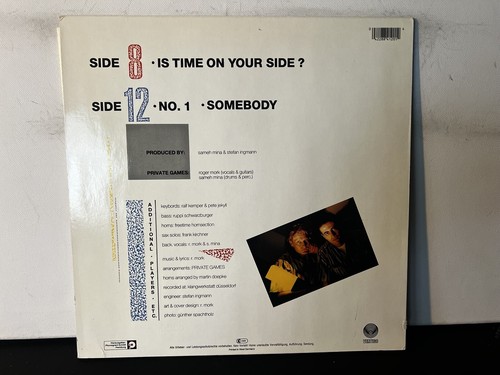 SIDE 8 · IS TIME ON YOUR SIDE ?
SIDE 12 · NO. 1 · SOMEBODY
PRODUCED BY: sameh mina & stefan ingmann
PRIVATE GAMES: roger mork (vocals & guitars)
sameh mina (drums & perc.)
ADDITIONAL · PLAYERS · ETC.
keybords: ralf kemper & pete jekyll
bass: ruppi schwarzburger
horns: freetime hornsection
sax solos: frank kirchner
back. vocals: r. mork & s. mina
music & lyrics: r. mork
arrangements: PRIVATE GAMES
horns arranged by martin doepke
recorded at: klangwerkstatt düsseldorf
engineer: stefan ingmann
art & cover design: r. mork
photo: günther spachtholz